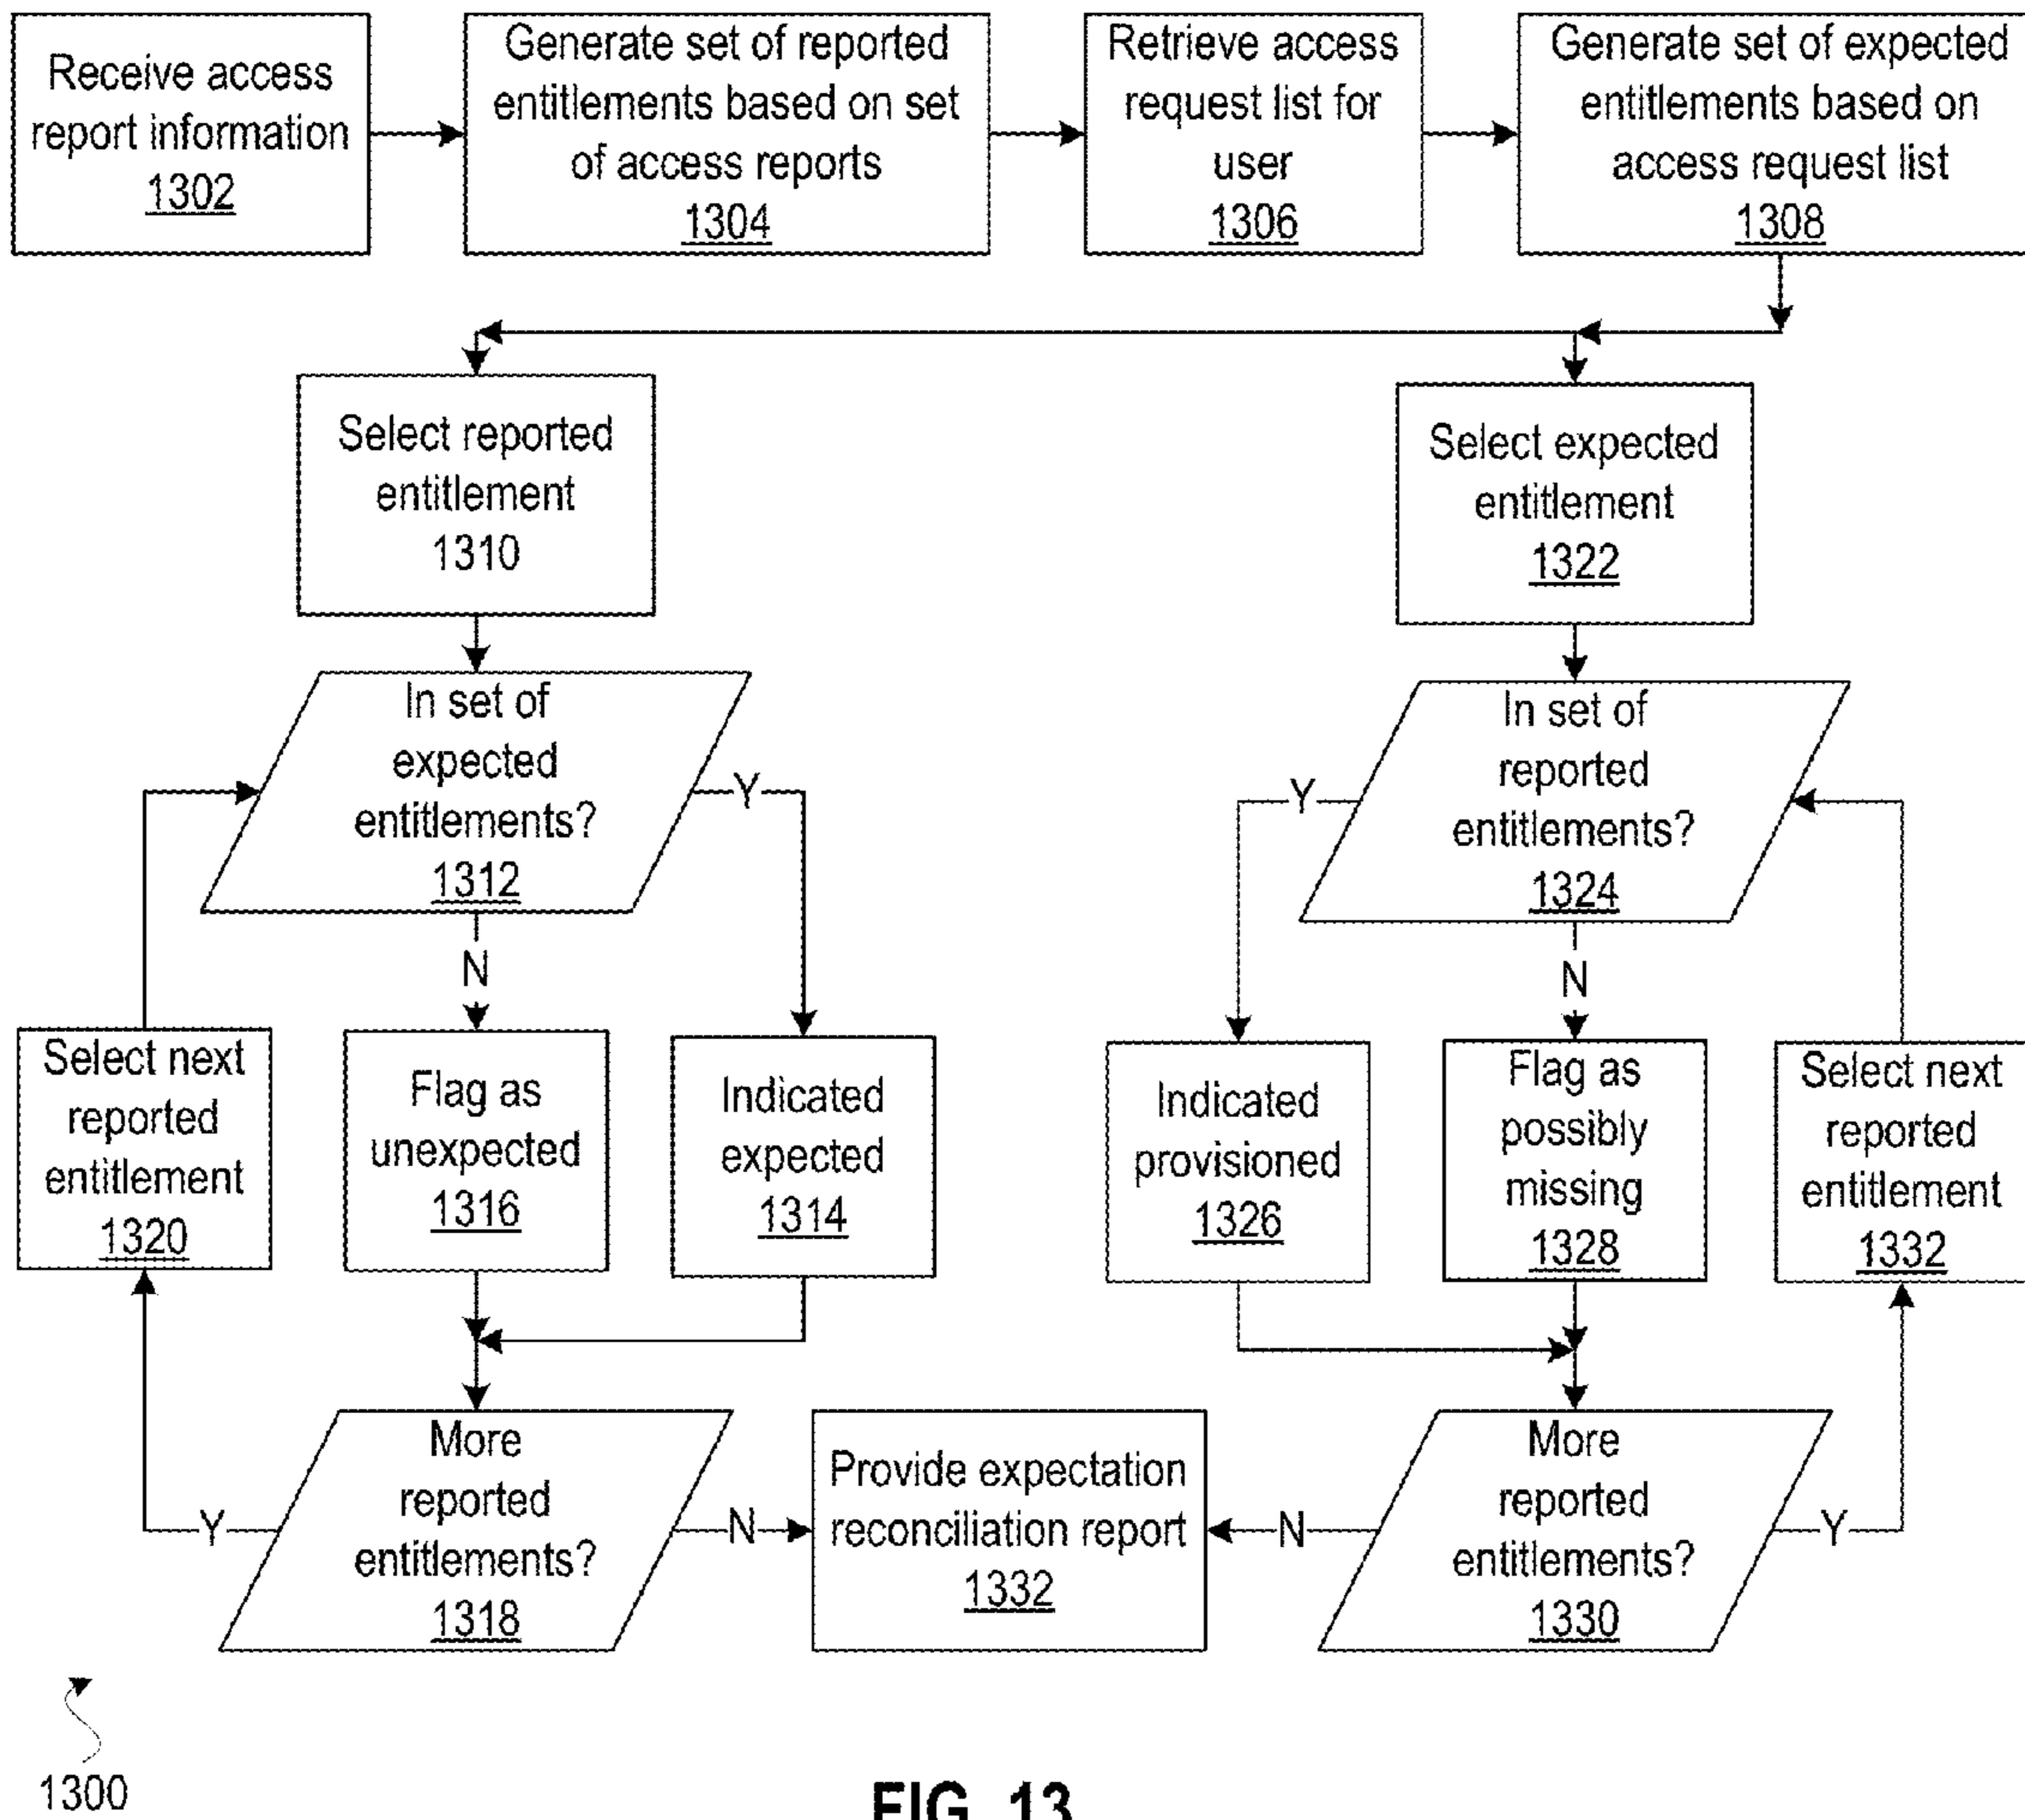 Receive access
report information
1302
Generate set of reported
entitlements based on set
of access reports
1304
Retrieve access
request list for
user
1306
Generate set of expected
entitlements based on
access request list
1308
Select reported
entitlement
1310
Select expected
entitlement
1322
In set of
expected
entitlements?
1312
Y
N
In set of
reported
entitlements?
1324
Y
N
Select next
reported
entitlement
1320
Flag as
unexpected
1316
Indicated
expected
1314
Indicated
provisioned
1326
Flag as
possibly
missing
1328
Select next
reported
entitlement
1332
More
reported
entitlements?
1318
Y
N
Provide expectation
reconciliation report
1332
More
reported
entitlements?
1330
N
Y
1300
FIG. 13